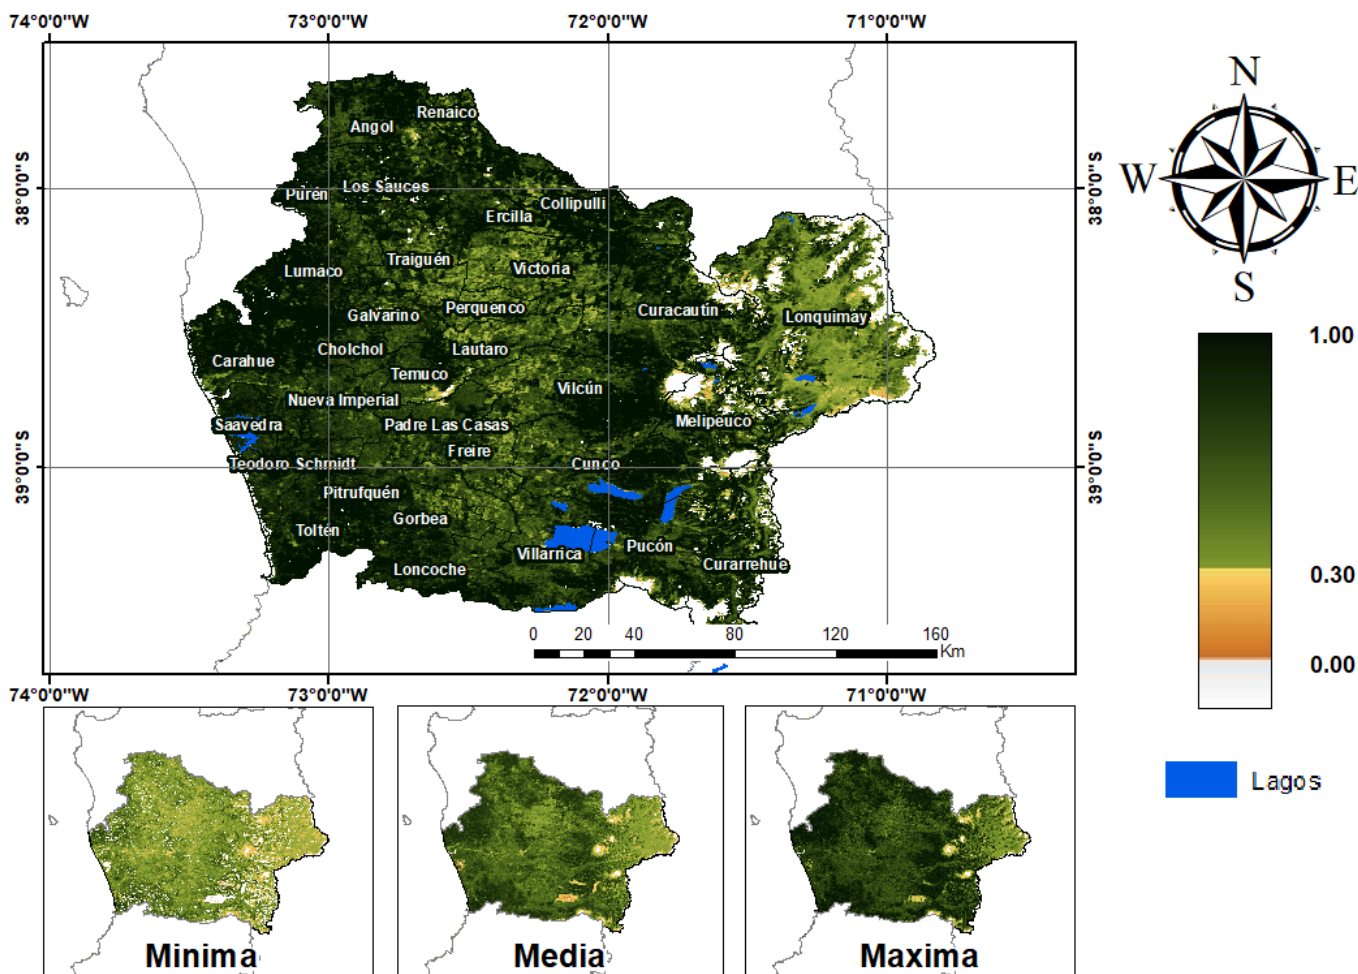 74°0'0"W 73°0'0"W 72°0'0"W 71°0'0"W
N
W E
S
38°0'0"S
38°0'0"S
39°0'0"S
39°0'0"S
Renaico
Angol
Los Sauces
Purén
Collipulli
Ercilla
Traiguén
Lumaco
Victoria
Perquenco
Curacautín
Galvarino
Lonquimay
Cholchol
Lautaro
Carahue
Temuco
Vilcún
Nueva Imperial
Saavedra
Padre Las Casas
Melipeuco
Freire
Teodoro Schmidt
Cunco
Pitrufquén
Gorbea
Toltén
Pucón
Villarrica
Curarrehue
Loncoche
0 20 40 80 120 160
Km
74°0'0"W 73°0'0"W 72°0'0"W 71°0'0"W
1.00
0.30
0.00
Lagos
Minima
Media
Maxima